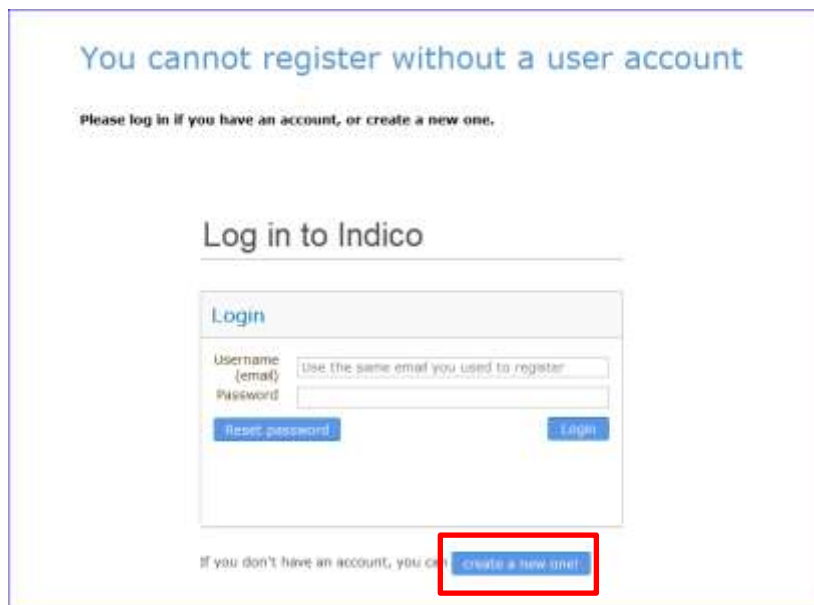 You cannot register without a user account
Please log in if you have an account, or create a new one.
Log in to Indico
Login
Username
(email)
Use the same email you used to register
Password
Reset password
Login
If you don't have an account, you can create a new one!